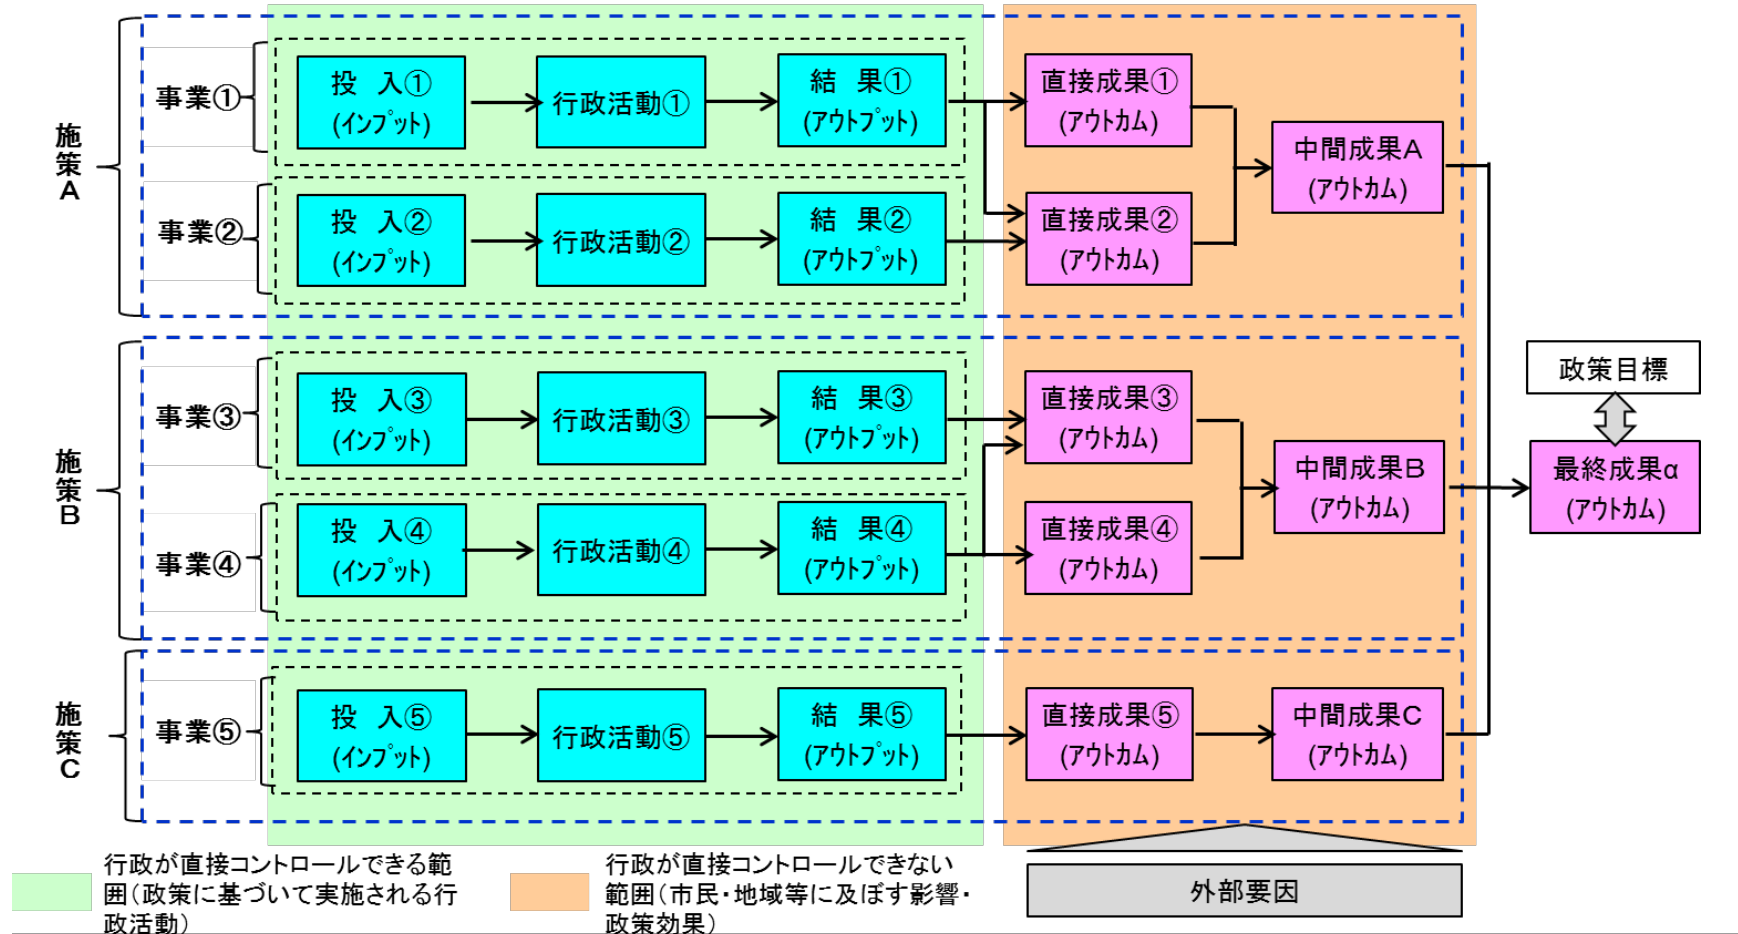 施策A
事業①
投　入①
(インプット)
行政活動①
結　果①
(アウトプット)
直接成果①
(アウトカム)
中間成果A
(アウトカム)
事業②
投　入②
(インプット)
行政活動②
結　果②
(アウトプット)
直接成果②
(アウトカム)
施策B
事業③
投　入③
(インプット)
行政活動③
結　果③
(アウトプット)
直接成果③
(アウトカム)
中間成果B
(アウトカム)
事業④
投　入④
(インプット)
行政活動④
結　果④
(アウトプット)
直接成果④
(アウトカム)
政策目標
最終成果α
(アウトカム)
施策C
事業⑤
投　入⑤
(インプット)
行政活動⑤
結　果⑤
(アウトプット)
直接成果⑤
(アウトカム)
中間成果C
(アウトカム)
行政が直接コントロールできる範
囲(政策に基づいて実施される行
政活動)
行政が直接コントロールできない
範囲(市民・地域等に及ぼす影響・
政策効果)
外部要因